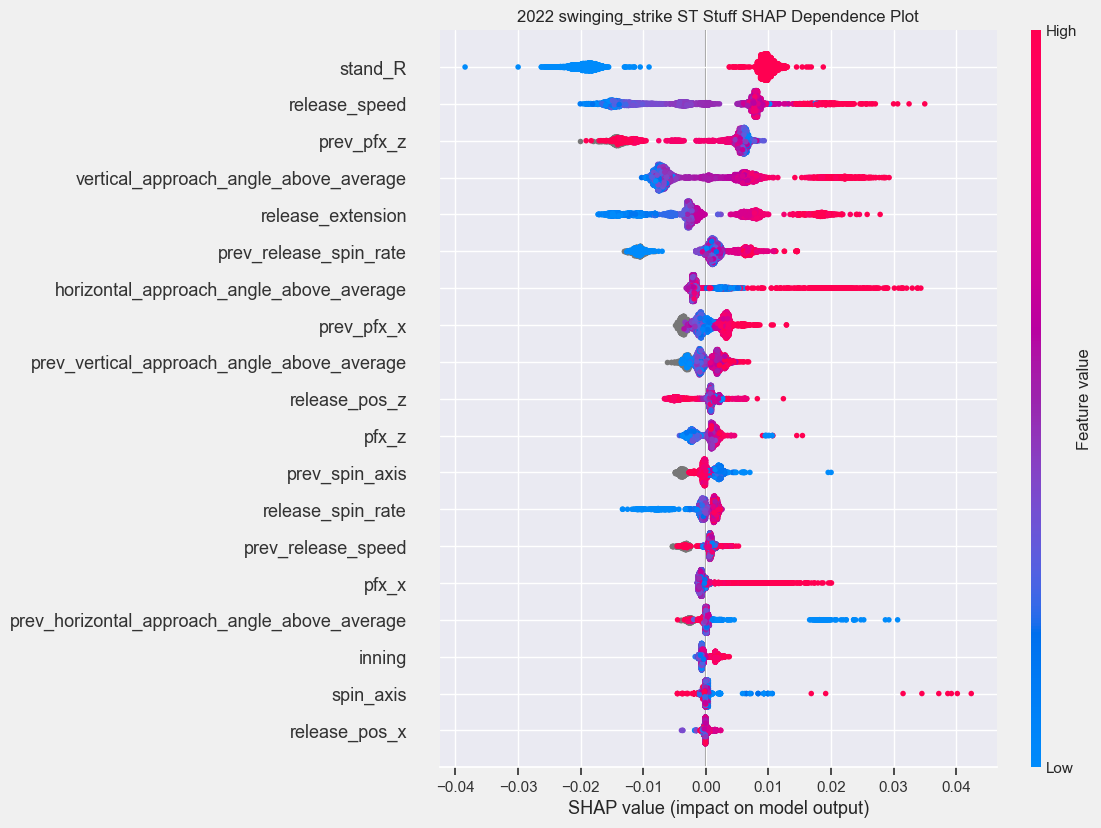 2022 swinging_strike ST Stuff SHAP Dependence Plot
High
stand_R
release_speed
prev_pfx_z
vertical_approach_angle_above_average
release_extension
prev_release_spin_rate
horizontal_approach_angle_above_average
prev_pfx_x
prev_vertical_approach_angle_above_average
release_pos_z
pfx_z
prev_spin_axis
release_spin_rate
prev_release_speed
pfx_x
prev_horizontal_approach_angle_above_average
inning
spin_axis
release_pos_x
Feature value
Low
−0.04 −0.03 −0.02 −0.01 0.00 0.01 0.02 0.03 0.04
SHAP value (impact on model output)